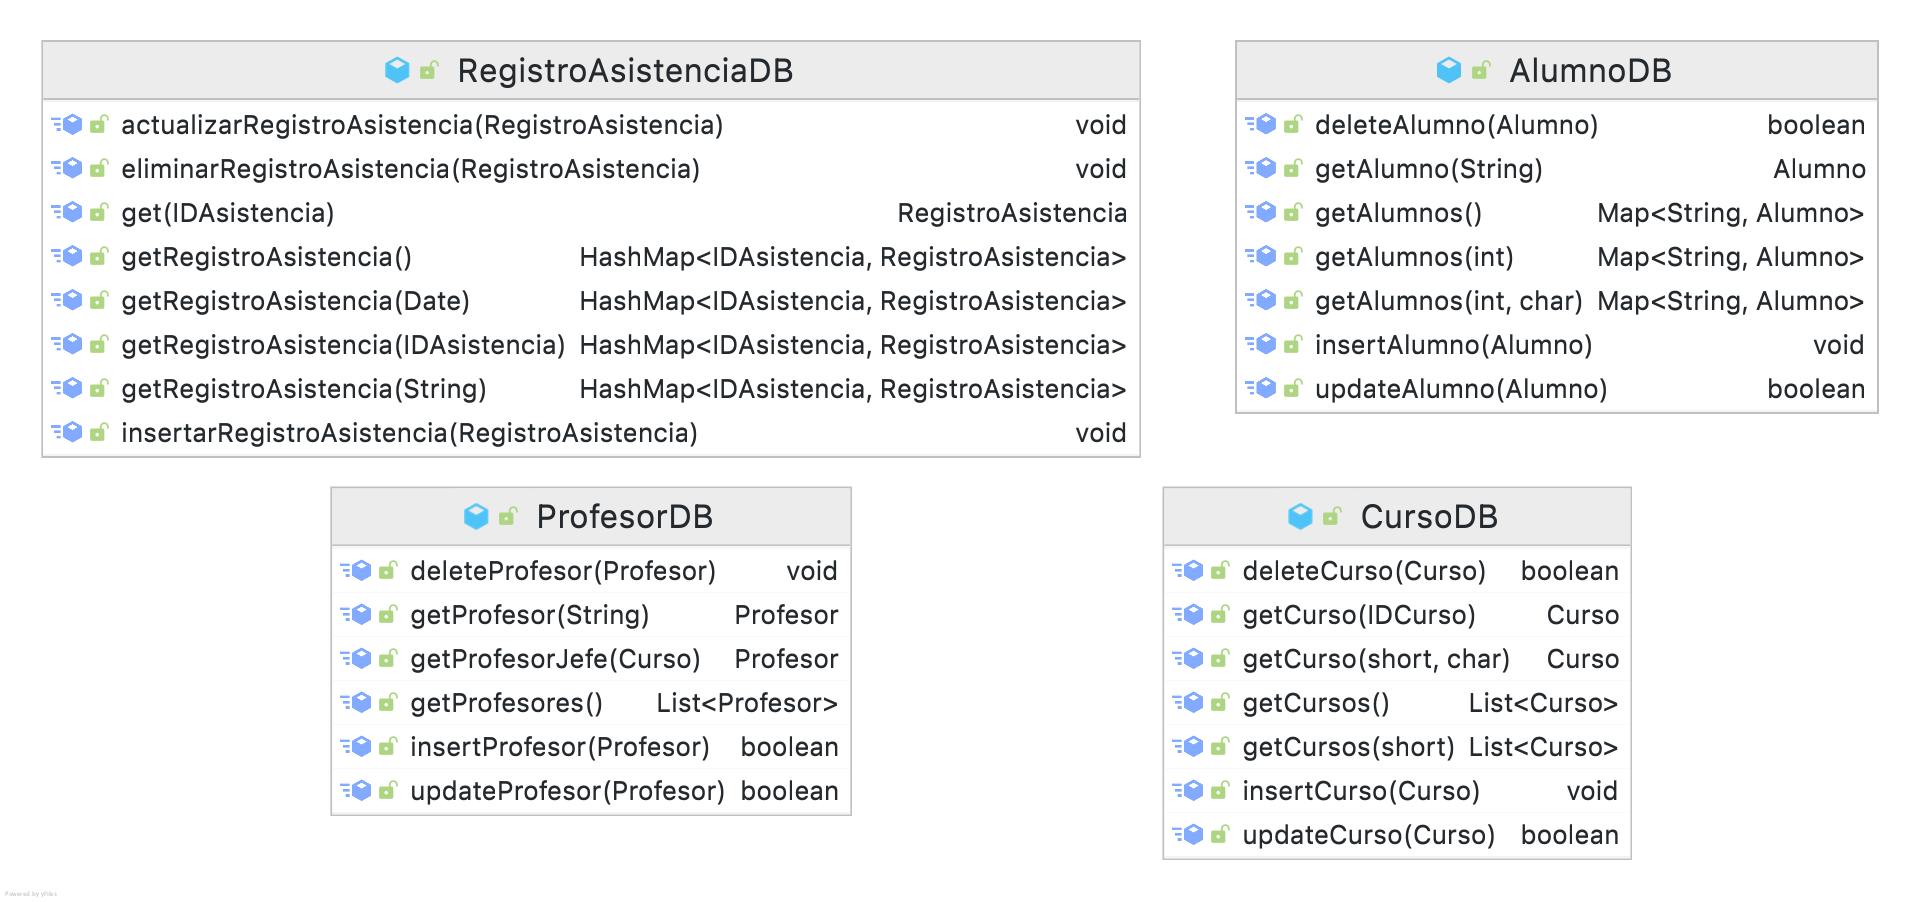 RegistroAsistenciaDB
actualizarRegistroAsistencia(RegistroAsistencia) void
eliminarRegistroAsistencia(RegistroAsistencia) void
get(IDAsistencia) RegistroAsistencia
getRegistroAsistencia() HashMap<IDAsistencia, RegistroAsistencia>
getRegistroAsistencia(Date) HashMap<IDAsistencia, RegistroAsistencia>
getRegistroAsistencia(IDAsistencia) HashMap<IDAsistencia, RegistroAsistencia>
getRegistroAsistencia(String) HashMap<IDAsistencia, RegistroAsistencia>
insertarRegistroAsistencia(RegistroAsistencia) void
AlumnoDB
deleteAlumno(Alumno) boolean
getAlumno(String) Alumno
getAlumnos() Map<String, Alumno>
getAlumnos(int) Map<String, Alumno>
getAlumnos(int, char) Map<String, Alumno>
insertAlumno(Alumno) void
updateAlumno(Alumno) boolean
ProfesorDB
deleteProfesor(Profesor) void
getProfesor(String) Profesor
getProfesorJefe(Curso) Profesor
getProfesores() List<Profesor>
insertProfesor(Profesor) boolean
updateProfesor(Profesor) boolean
CursoDB
deleteCurso(Curso) boolean
getCurso(IDCurso) Curso
getCurso(short, char) Curso
getCursos() List<Curso>
getCursos(short) List<Curso>
insertCurso(Curso) void
updateCurso(Curso) boolean
Powered by yFiles